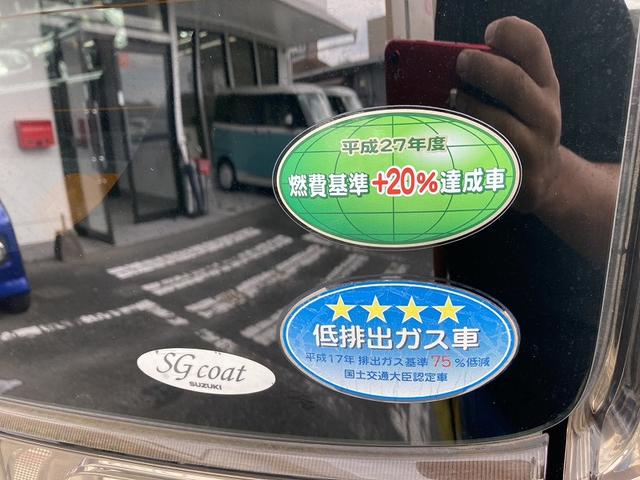 平成27年度
燃費基準+20%達成車
★★★★
低排出ガス車
平成17年 排出ガス基準 75 %低減
国土交通大臣認定車
SG coat
SUZUKI